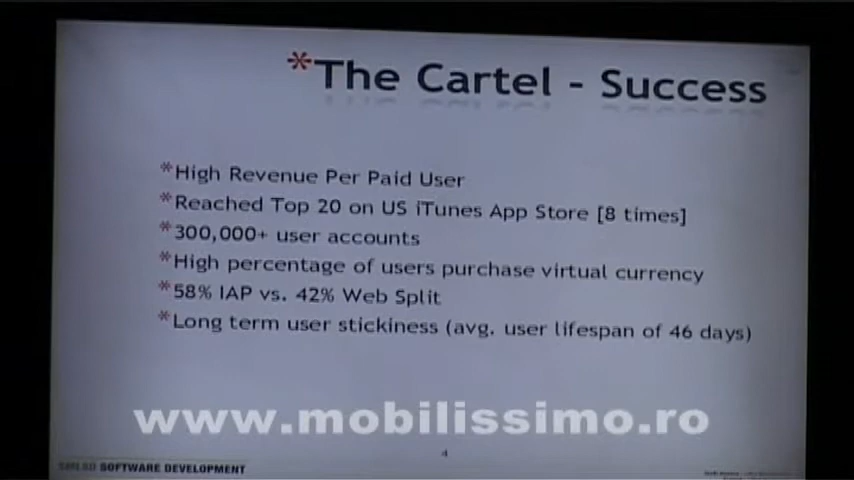 *The Cartel - Success
*High Revenue Per Paid User
*Reached Top 20 on US iTunes App Store [8 times]
*300,000+ user accounts
*High percentage of users purchase virtual currency
*58% IAP vs. 42% Web Split
*Long term user stickiness (avg. user lifespan of 46 days)
www.mobilissimo.ro
4
SOFTWARE DEVELOPMENT